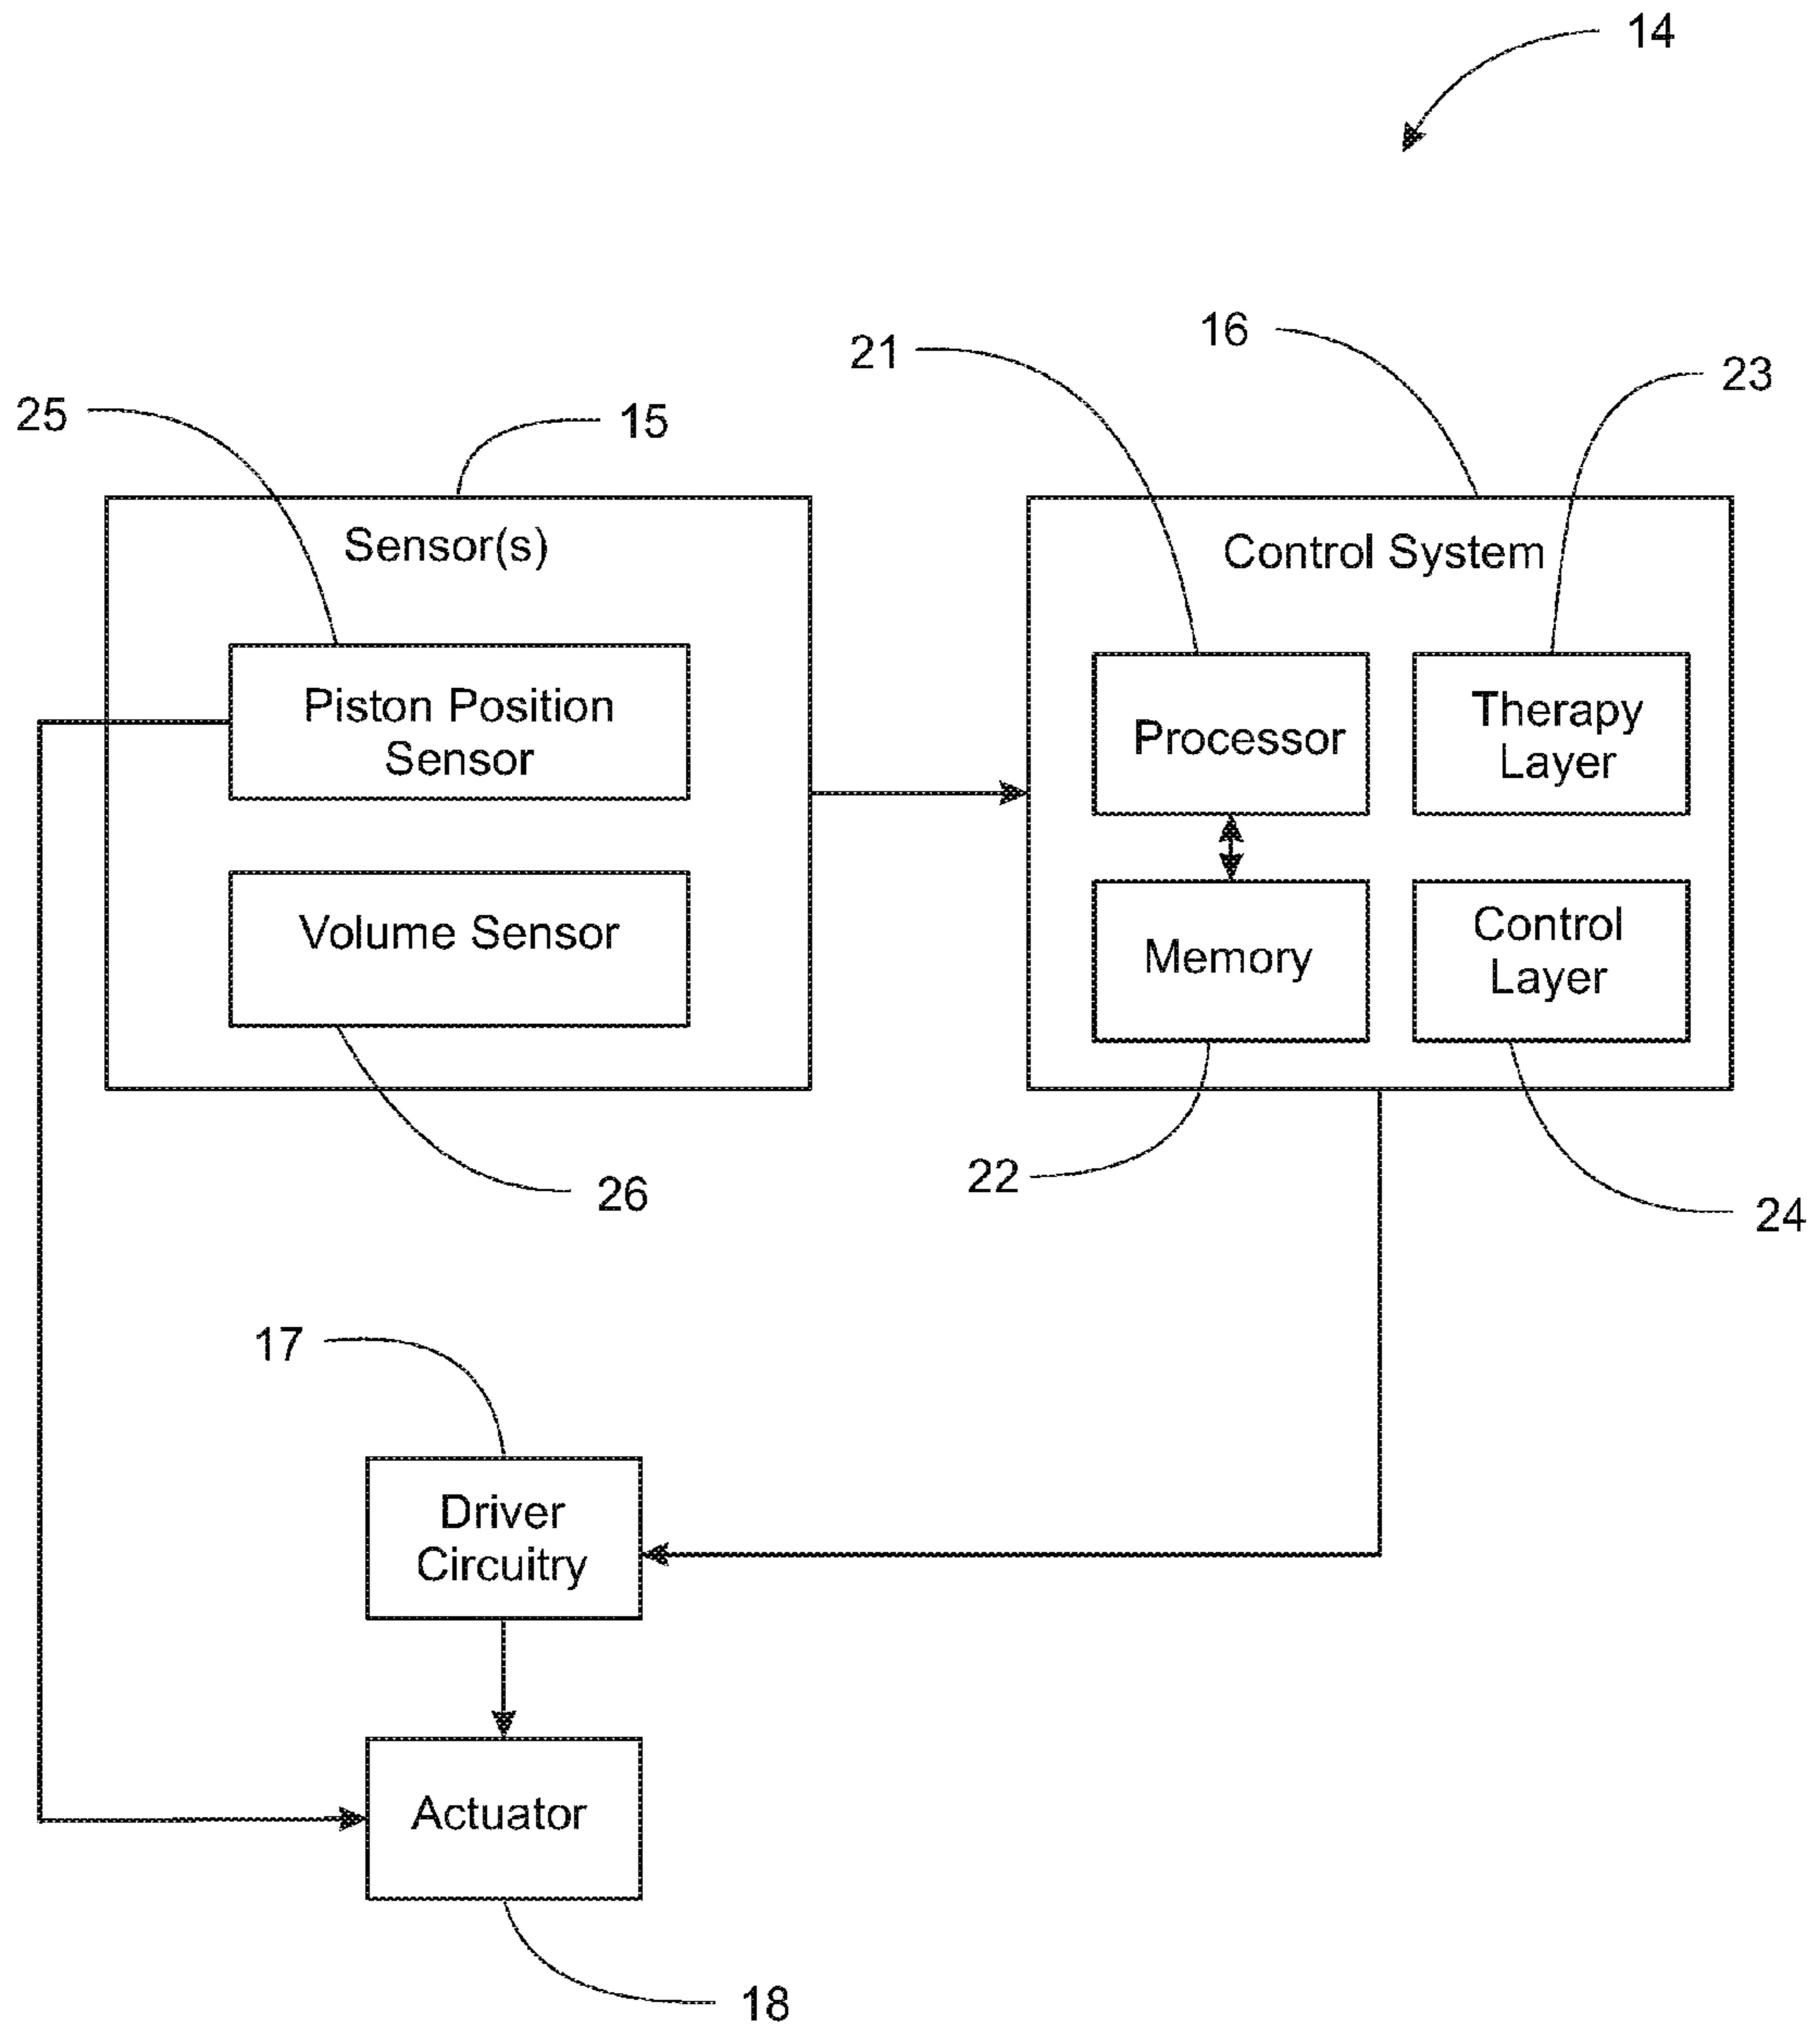 14
16
21
23
25
15
Sensor(s)
Control System
Piston Position
Sensor
Processor
Therapy
Layer
Volume Sensor
Memory
Control
Layer
22
26
24
17
Driver
Circuitry
Actuator
18